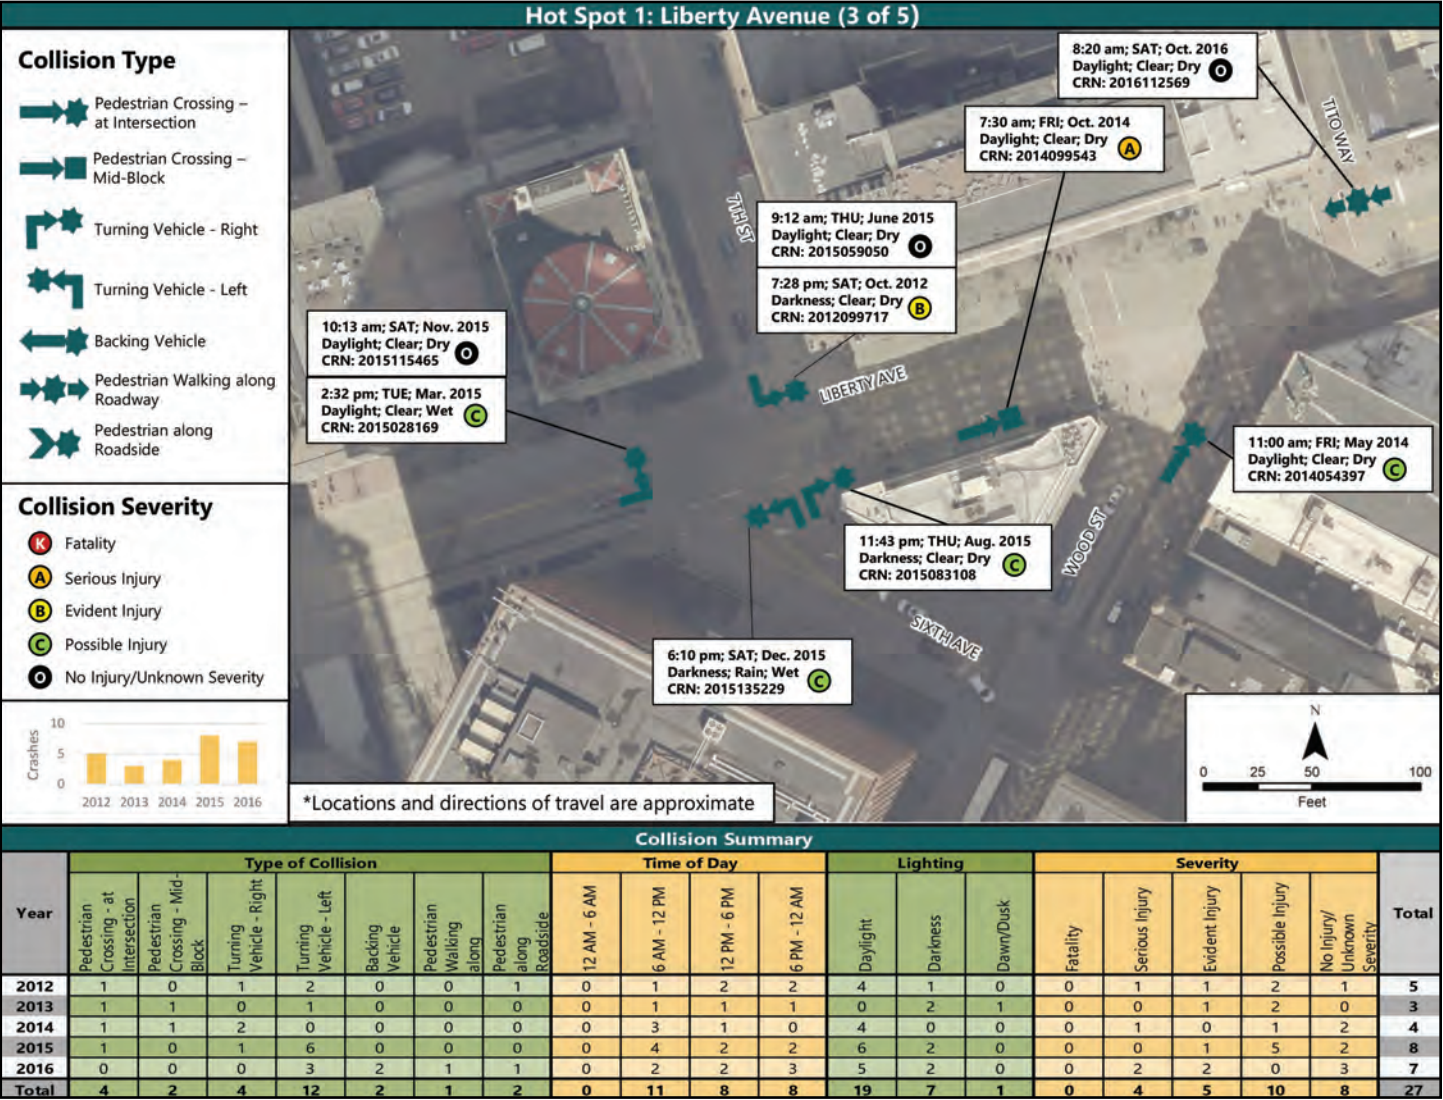 Hot Spot 1: Liberty Avenue (3 of 5)
Collision Type
Pedestrian Crossing –
at Intersection
Pedestrian Crossing –
Mid-Block
Turning Vehicle - Right
Turning Vehicle - Left
Backing Vehicle
Pedestrian Walking along
Roadway
Pedestrian along
Roadside
Collision Severity
K Fatality
A Serious Injury
B Evident Injury
C Possible Injury
O No Injury/Unknown Severity
Crashes
10
5
0
2012 2013 2014 2015 2016
8:20 am; SAT; Oct. 2016
Daylight; Clear; Dry O
CRN: 2016112569
7:30 am; FRI; Oct. 2014
Daylight; Clear; Dry A
CRN: 2014099543
TITO WAY
7TH ST
9:12 am; THU; June 2015
Daylight; Clear; Dry O
CRN: 2015059050
7:28 pm; SAT; Oct. 2012
Darkness; Clear; Dry B
CRN: 2012099717
10:13 am; SAT; Nov. 2015
Daylight; Clear; Dry O
CRN: 2015115465
2:32 pm; TUE; Mar. 2015
Daylight; Clear; Wet C
CRN: 2015028169
LIBERTY AVE
11:00 am; FRI; May 2014
Daylight; Clear; Dry C
CRN: 2014054397
11:43 pm; THU; Aug. 2015
Darkness; Clear; Dry C
CRN: 2015083108
WOOD ST
SIXTH AVE
6:10 pm; SAT; Dec. 2015
Darkness; Rain; Wet C
CRN: 2015135229
N
0 25 50 100
Feet
*Locations and directions of travel are approximate
Collision Summary
Year Type of Collision Time of Day Lighting Severity Total
Pedestrian Crossing - at Intersection
Pedestrian Crossing - Mid-Block
Turning Vehicle - Right
Turning Vehicle - Left
Backing Vehicle
Pedestrian Walking along
Pedestrian along Roadside
12 AM - 6 AM
6 AM - 12 PM
12 PM - 6 PM
6 PM - 12 AM
Daylight
Darkness
Dawn/Dusk
Fatality
Serious Injury
Evident Injury
Possible Injury
No Injury/ Unknown Severity
2012 1 0 1 2 0 0 1 0 1 2 2 4 1 0 0 1 1 2 1 5
2013 1 1 0 1 0 0 0 0 1 1 1 0 2 1 0 0 1 2 0 3
2014 1 1 2 0 0 0 0 0 3 1 0 4 0 0 0 1 0 1 2 4
2015 1 0 1 6 0 0 0 0 4 2 2 6 2 0 0 0 1 5 2 8
2016 0 0 0 3 2 1 1 0 2 2 3 5 2 0 0 2 2 0 3 7
Total 4 2 4 12 2 1 2 0 11 8 8 19 7 1 0 4 5 10 8 27